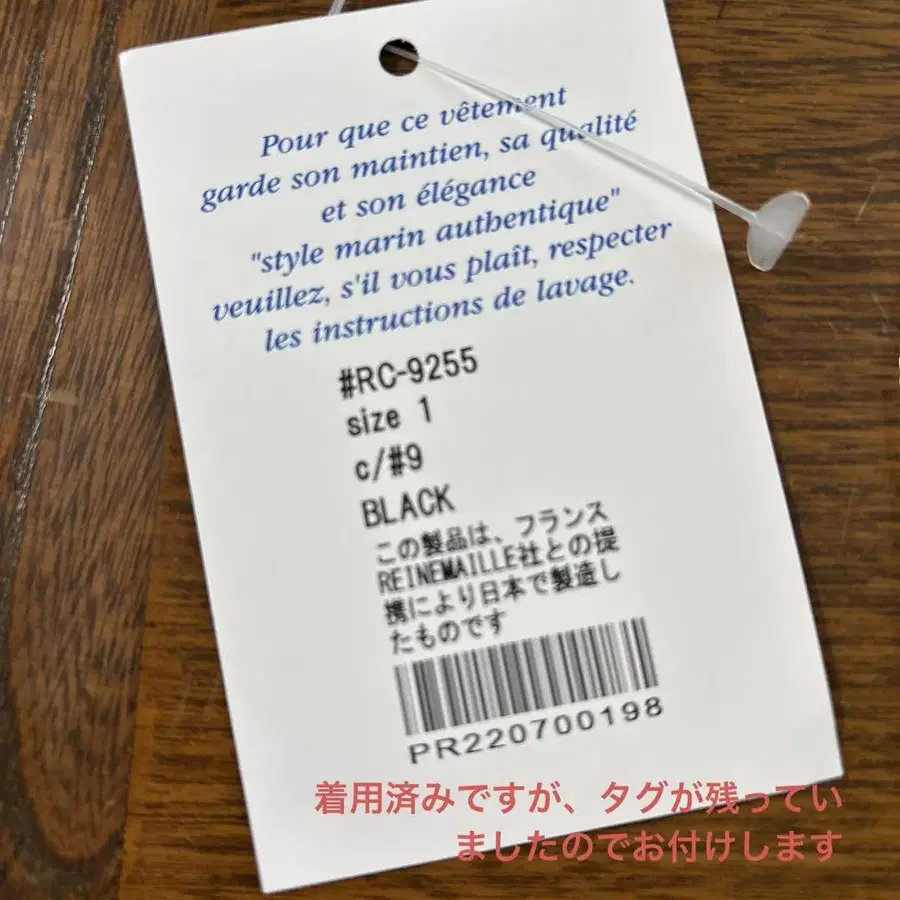 Pour que ce vêtement
garde son maintien, sa qualité
et son élégance
"style marin authentique"
veuillez, s'il vous plaît, respecter
les instructions de lavage.
#RC-9255
size 1
c/#9
BLACK
この製品は、フランス
REINEMAILLE社との提
携により日本で製造し
たものです
PR220700198
着用済みですが、タグが残ってい
ましたのでお付けします